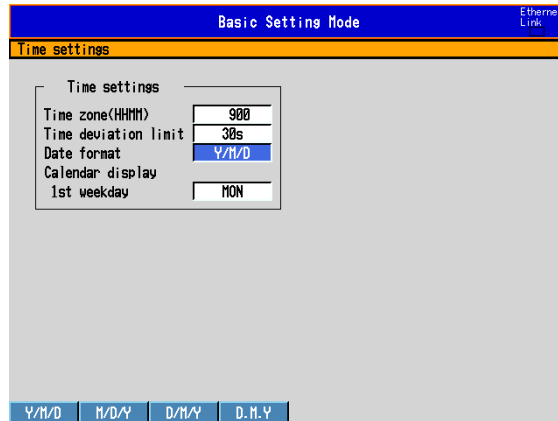 Basic Setting Mode
Etherne
Link
Time settings
Time settings
Time zone(HHMM) 900
Time deviation limit 30s
Date format Y/M/D
Calendar display
1st weekday MON
Y/M/D M/D/Y D/M/Y D.M.Y